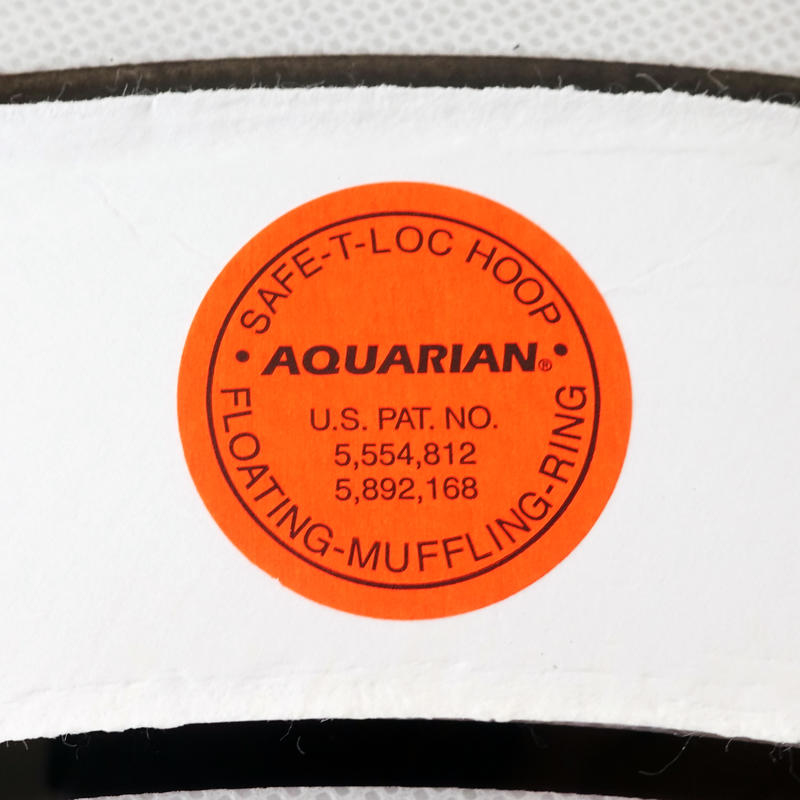 SAFE-T-LOC HOOP
• AQUARIAN® •
U.S. PAT. NO.
5,554,812
5,892,168
FLOATING-MUFFLING-RING